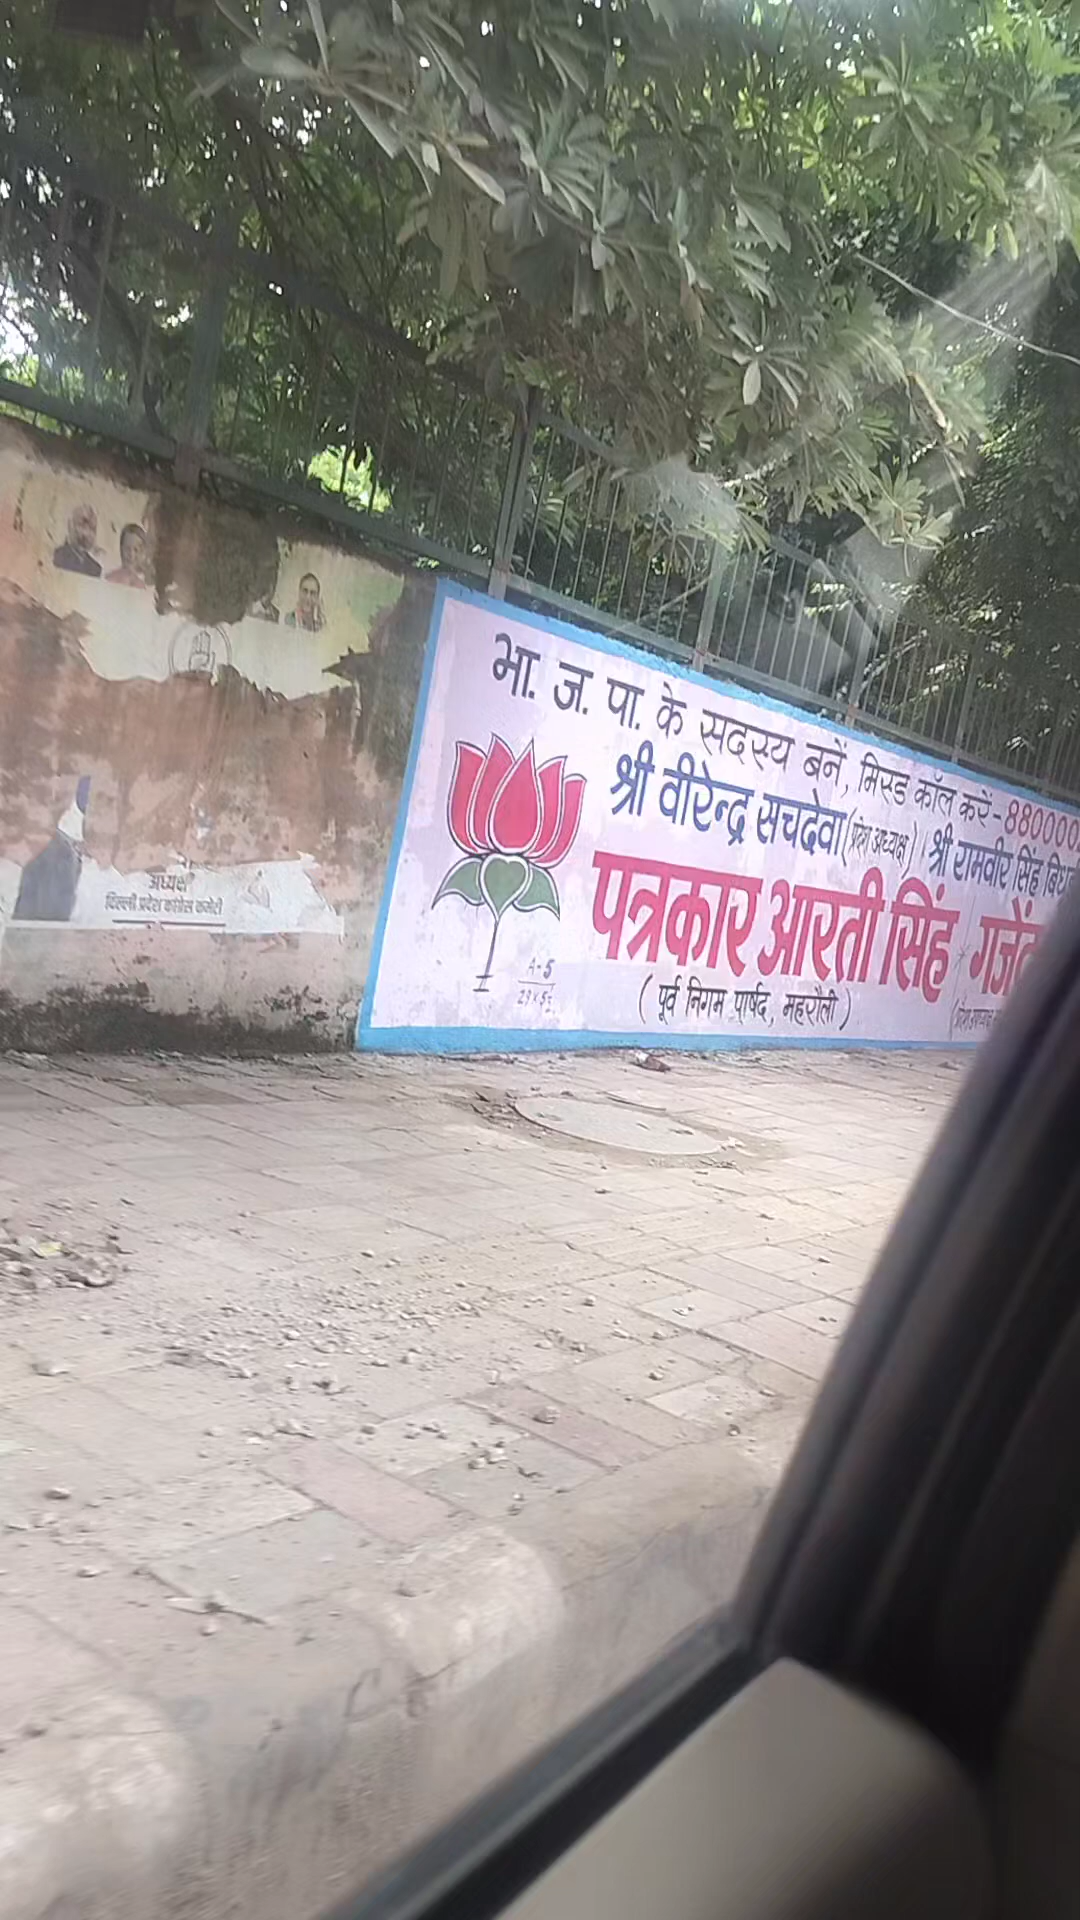 भा. ज. पा. के सदस्य बनें, मिस्ड कॉल करें - 880000
श्री वीरेन्द्र सचदेवा (प्रदेश अध्यक्ष) श्री रामवीर सिंह
पत्रकार आरती सिंह
(पूर्व निगम पार्षद, महरौली)
A-5
अध्यक्ष
दिल्ली प्रदेश कांग्रेस कमेटी